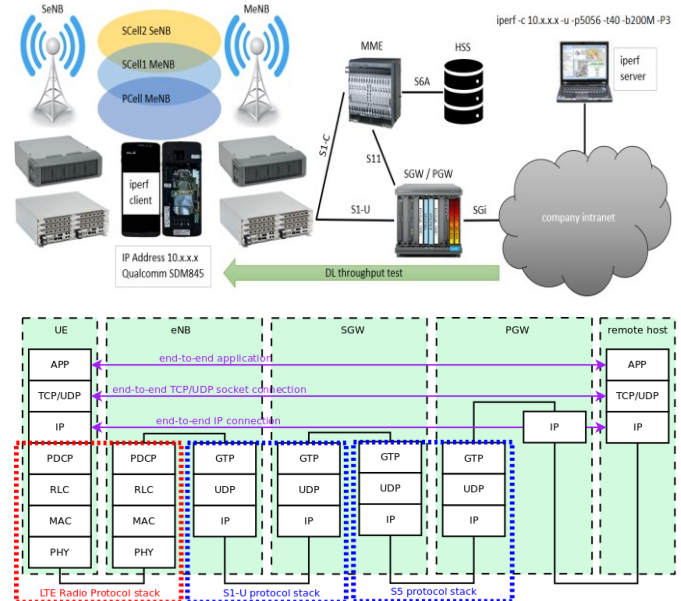 SeNB
MeNB
iperf -c 10.x.x.x -u -p5056 -t40 -b200M -P3
SCell2 SeNB
SCell1 MeNB
PCell MeNB
MME
HSS
S6A
iperf
server
S1-C
S11
iperf
client
SGW / PGW
S1-U
SGi
company intranet
IP Address 10.x.x.x
Qualcomm SDM845
DL throughput test
UE
eNB
SGW
PGW
remote host
APP
end-to-end application
APP
TCP/UDP
end-to-end TCP/UDP socket connection
TCP/UDP
IP
end-to-end IP connection
IP
IP
PDCP
PDCP
GTP
GTP
GTP
GTP
RLC
RLC
UDP
UDP
UDP
UDP
MAC
MAC
IP
IP
IP
IP
PHY
PHY
LTE Radio Protocol stack
S1-U protocol stack
S5 protocol stack